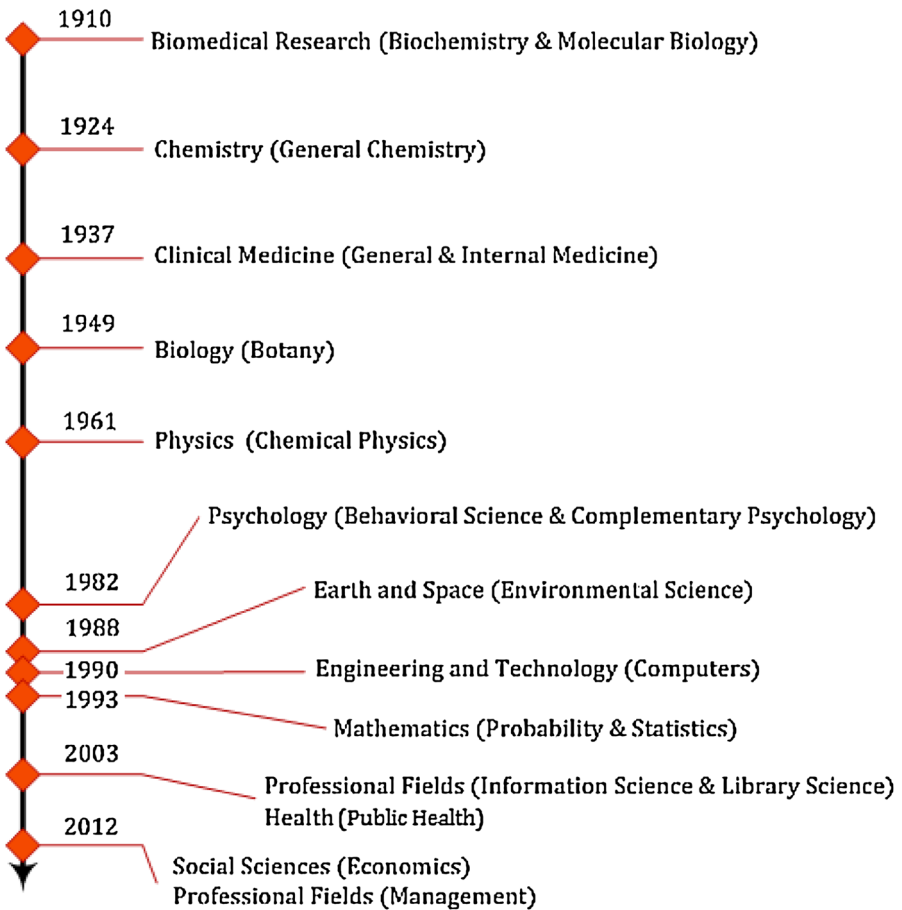 1910
Biomedical Research (Biochemistry & Molecular Biology)
1924
Chemistry (General Chemistry)
1937
Clinical Medicine (General & Internal Medicine)
1949
Biology (Botany)
1961
Physics (Chemical Physics)
Psychology (Behavioral Science & Complementary Psychology)
1982
Earth and Space (Environmental Science)
1988
1990
Engineering and Technology (Computers)
1993
Mathematics (Probability & Statistics)
2003
Professional Fields (Information Science & Library Science)
Health (Public Health)
2012
Social Sciences (Economics)
Professional Fields (Management)